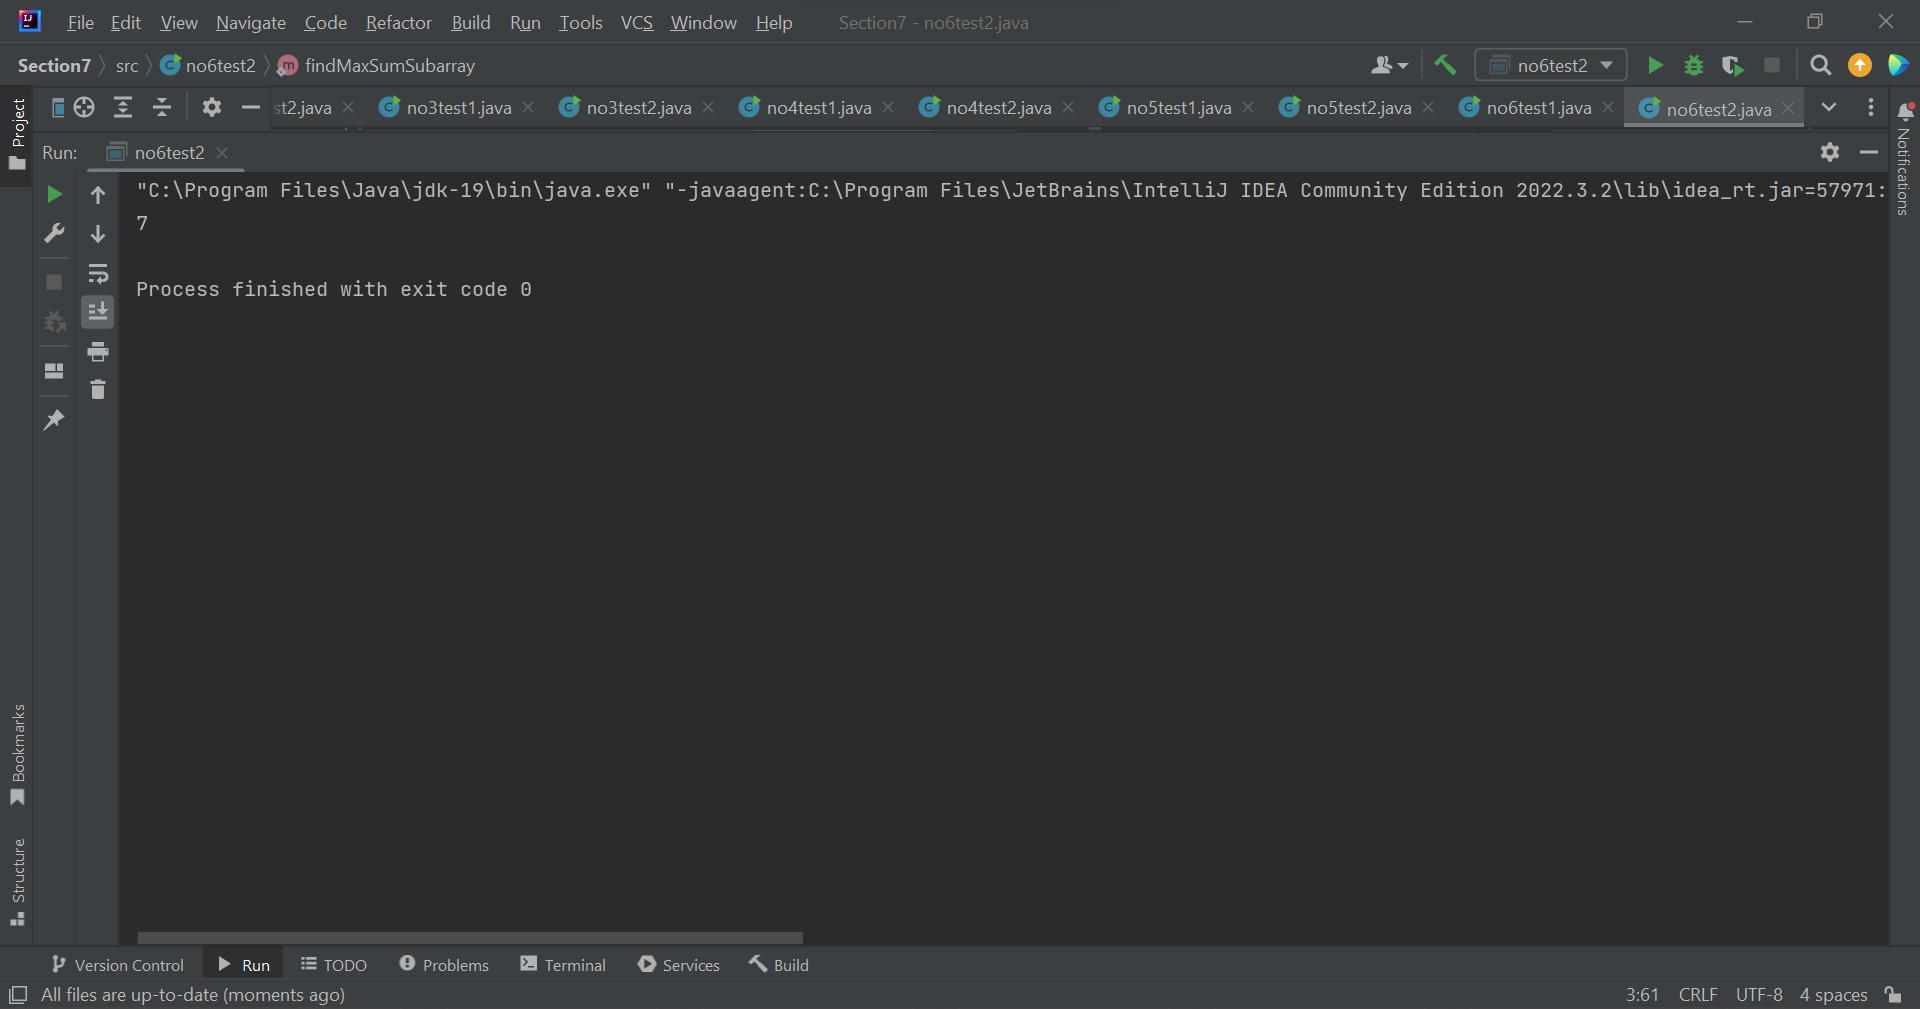 File Edit View Navigate Code Refactor Build Run Tools VCS Window Help Section7 - no6test2.java
Section7 src no6test2 findMaxSumSubarray no6test2
st2.java no3test1.java no3test2.java no4test1.java no4test2.java no5test1.java no5test2.java no6test1.java no6test2.java
Project
Notifications
Run: no6test2
"C:\Program Files\Java\jdk-19\bin\java.exe" "-javaagent:C:\Program Files\JetBrains\IntelliJ IDEA Community Edition 2022.3.2\lib\idea_rt.jar=57971:
7
Process finished with exit code 0
Bookmarks
Structure
Version Control Run TODO Problems Terminal Services Build
All files are up-to-date (moments ago) 3:61 CRLF UTF-8 4 spaces